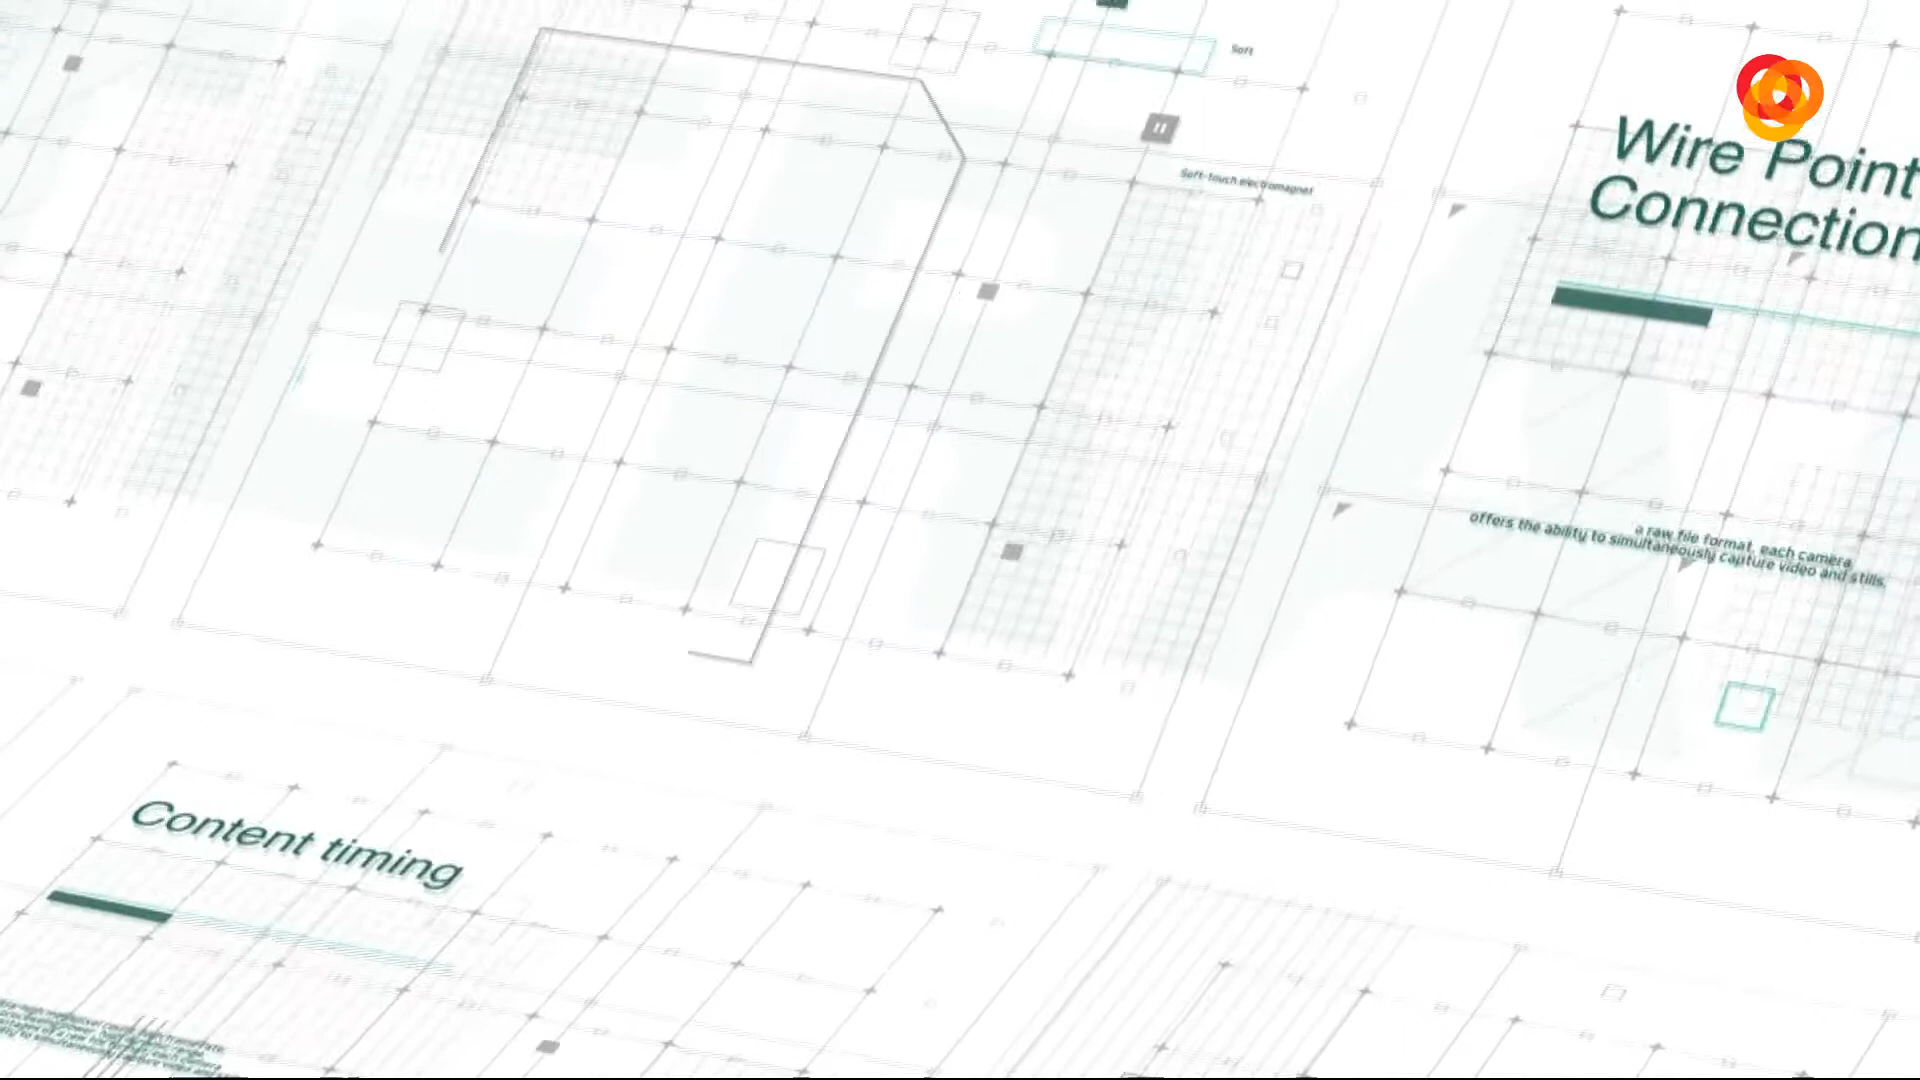 Soft
Soft-touch electromagnet
Wire Point
Connection
a raw file format, each camera
offers the ability to simultaneously capture video and stills.
Content timing